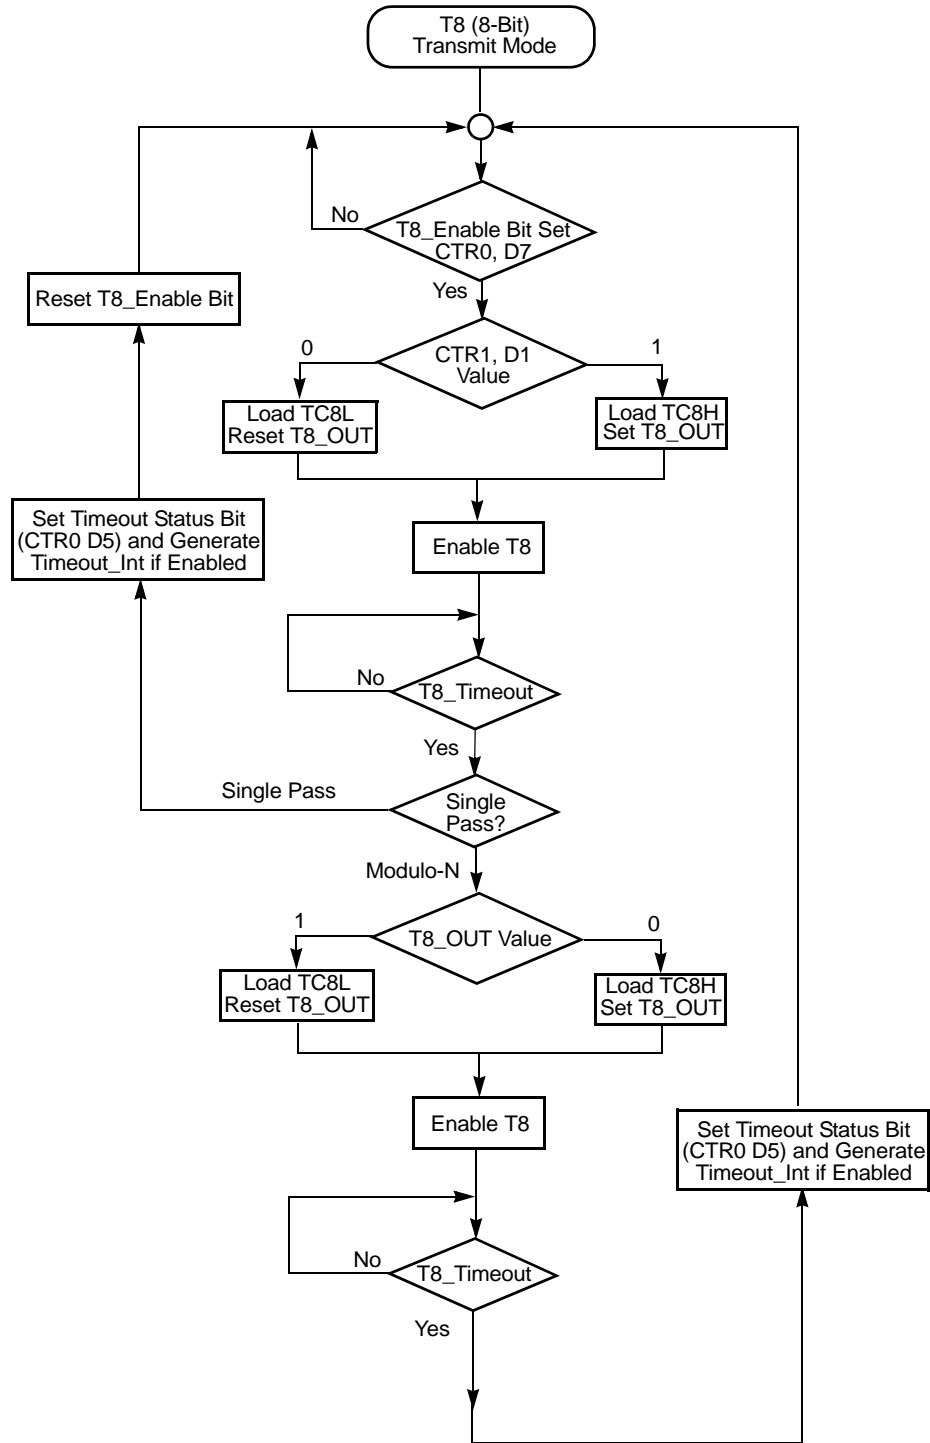 T8 (8-Bit)
Transmit Mode
No
T8_Enable Bit Set
CTR0, D7
Yes
Reset T8_Enable Bit
0
CTR1, D1
Value
1
Load TC8L
Reset T8_OUT
Load TC8H
Set T8_OUT
Set Timeout Status Bit
(CTR0 D5) and Generate
Timeout_Int if Enabled
Enable T8
No
T8_Timeout
Yes
Single Pass
Single
Pass?
Modulo-N
1
T8_OUT Value
0
Load TC8L
Reset T8_OUT
Load TC8H
Set T8_OUT
Enable T8
Set Timeout Status Bit
(CTR0 D5) and Generate
Timeout_Int if Enabled
No
T8_Timeout
Yes